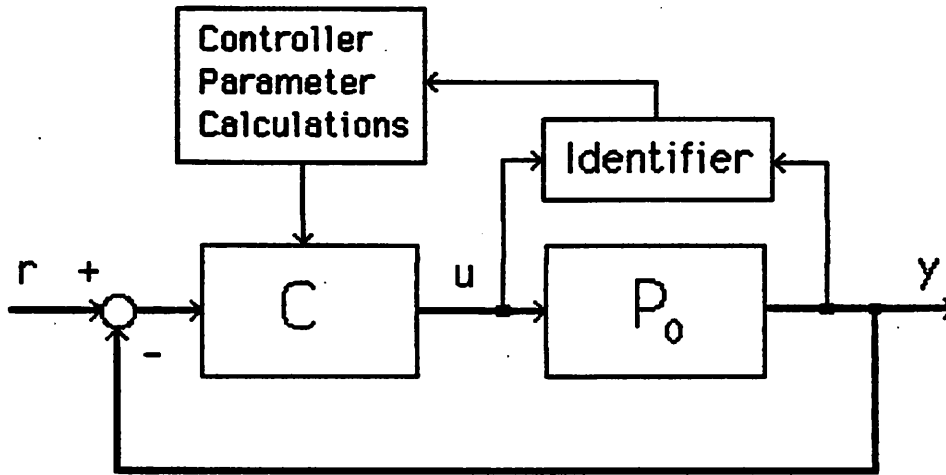 Controller
Parameter
Calculations
Identifier
r + u y
C P₀
-